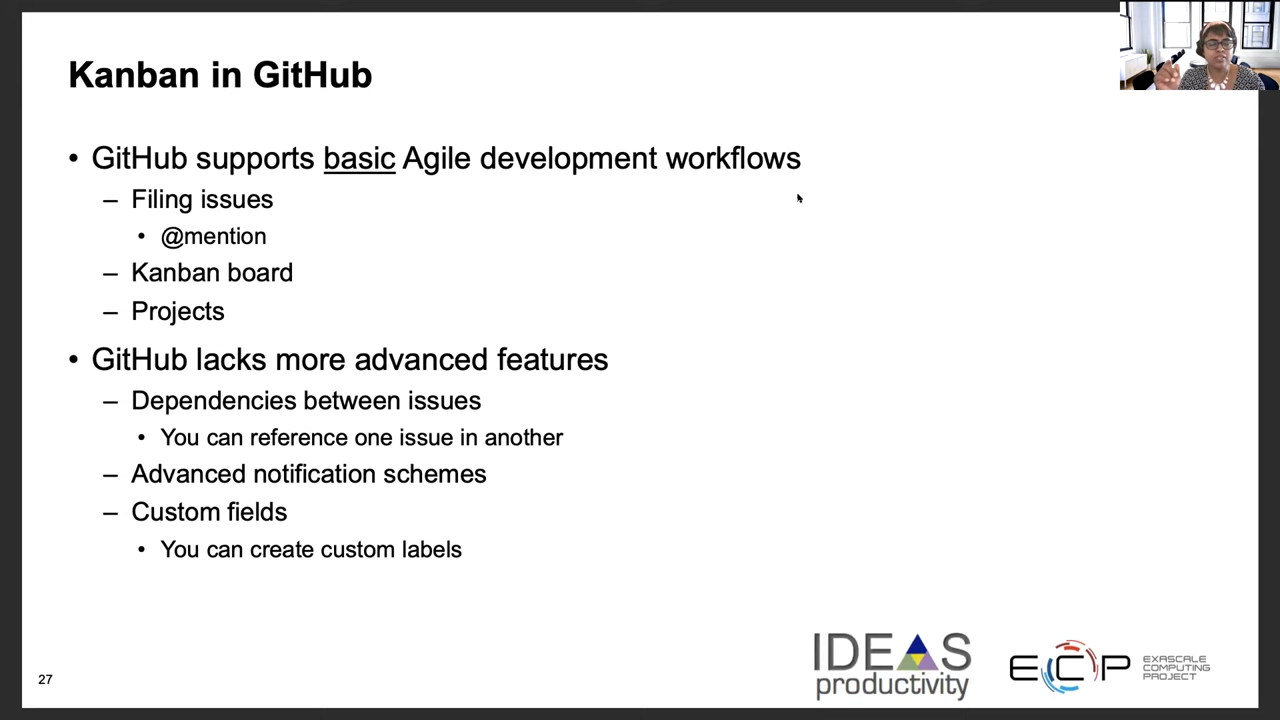 Kanban in GitHub
• GitHub supports basic Agile development workflows
– Filing issues
• @mention
– Kanban board
– Projects
• GitHub lacks more advanced features
– Dependencies between issues
• You can reference one issue in another
– Advanced notification schemes
– Custom fields
• You can create custom labels
27
IDEAS
productivity
ECP
EXASCALE
COMPUTING
PROJECT